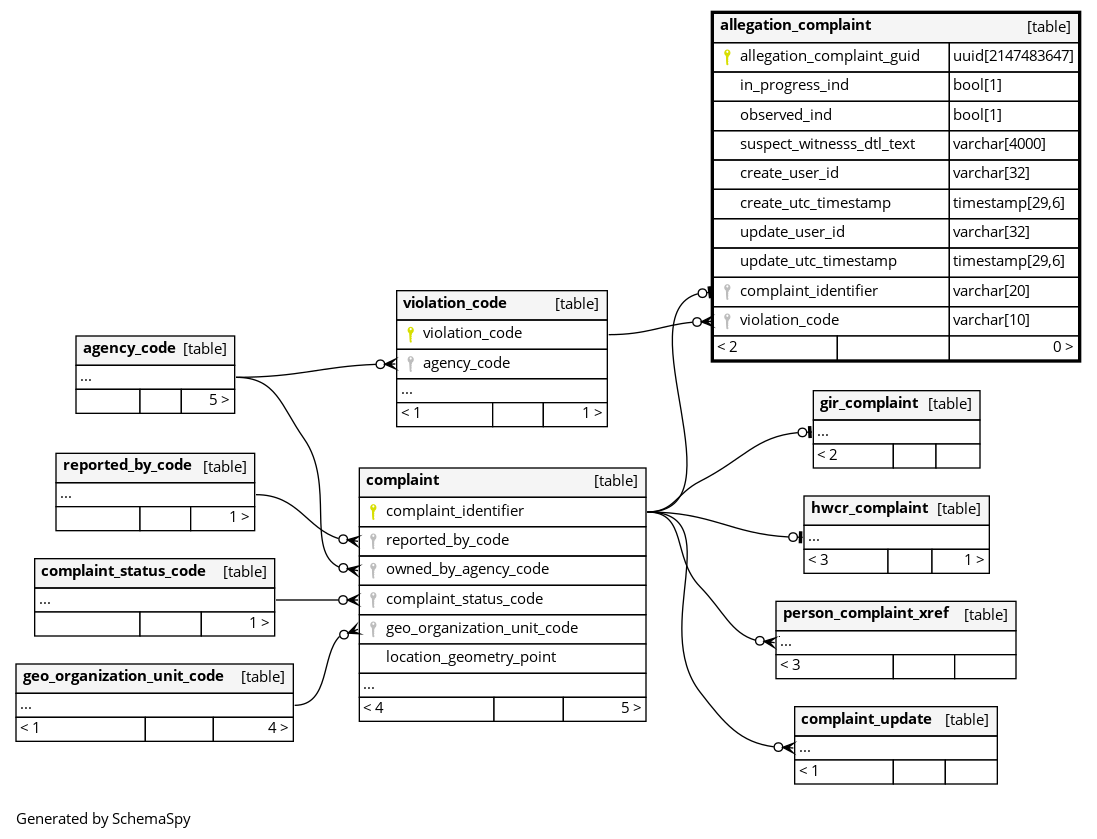 allegation_complaint [table]
allegation_complaint_guid uuid[2147483647]
in_progress_ind bool[1]
observed_ind bool[1]
suspect_witnesss_dtl_text varchar[4000]
create_user_id varchar[32]
create_utc_timestamp timestamp[29,6]
update_user_id varchar[32]
update_utc_timestamp timestamp[29,6]
complaint_identifier varchar[20]
violation_code varchar[10]
< 2 0 >
violation_code [table]
violation_code
agency_code
...
< 1 1 >
agency_code [table]
...
5 >
reported_by_code [table]
...
1 >
complaint_status_code [table]
...
1 >
geo_organization_unit_code [table]
...
< 1 4 >
complaint [table]
complaint_identifier
reported_by_code
owned_by_agency_code
complaint_status_code
geo_organization_unit_code
location_geometry_point
...
< 4 5 >
gir_complaint [table]
...
< 2
hwcr_complaint [table]
...
< 3 1 >
person_complaint_xref [table]
...
< 3
complaint_update [table]
...
< 1
Generated by SchemaSpy